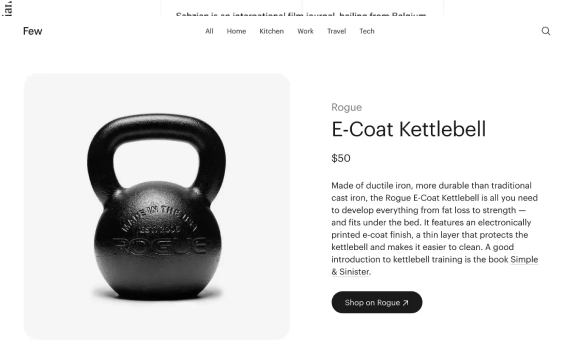 Sabzian is an international film journal, hailing from Belgium
Few
All Home Kitchen Work Travel Tech
MADE IN THE USA
ROGUE
Rogue
E-Coat Kettlebell
$50
Made of ductile iron, more durable than traditional
cast iron, the Rogue E-Coat Kettlebell is all you need
to develop everything from fat loss to strength —
and fits under the bed. It features an electronically
printed e-coat finish, a thin layer that protects the
kettlebell and makes it easier to clean. A good
introduction to kettlebell training is the book Simple
& Sinister.
Shop on Rogue ↗